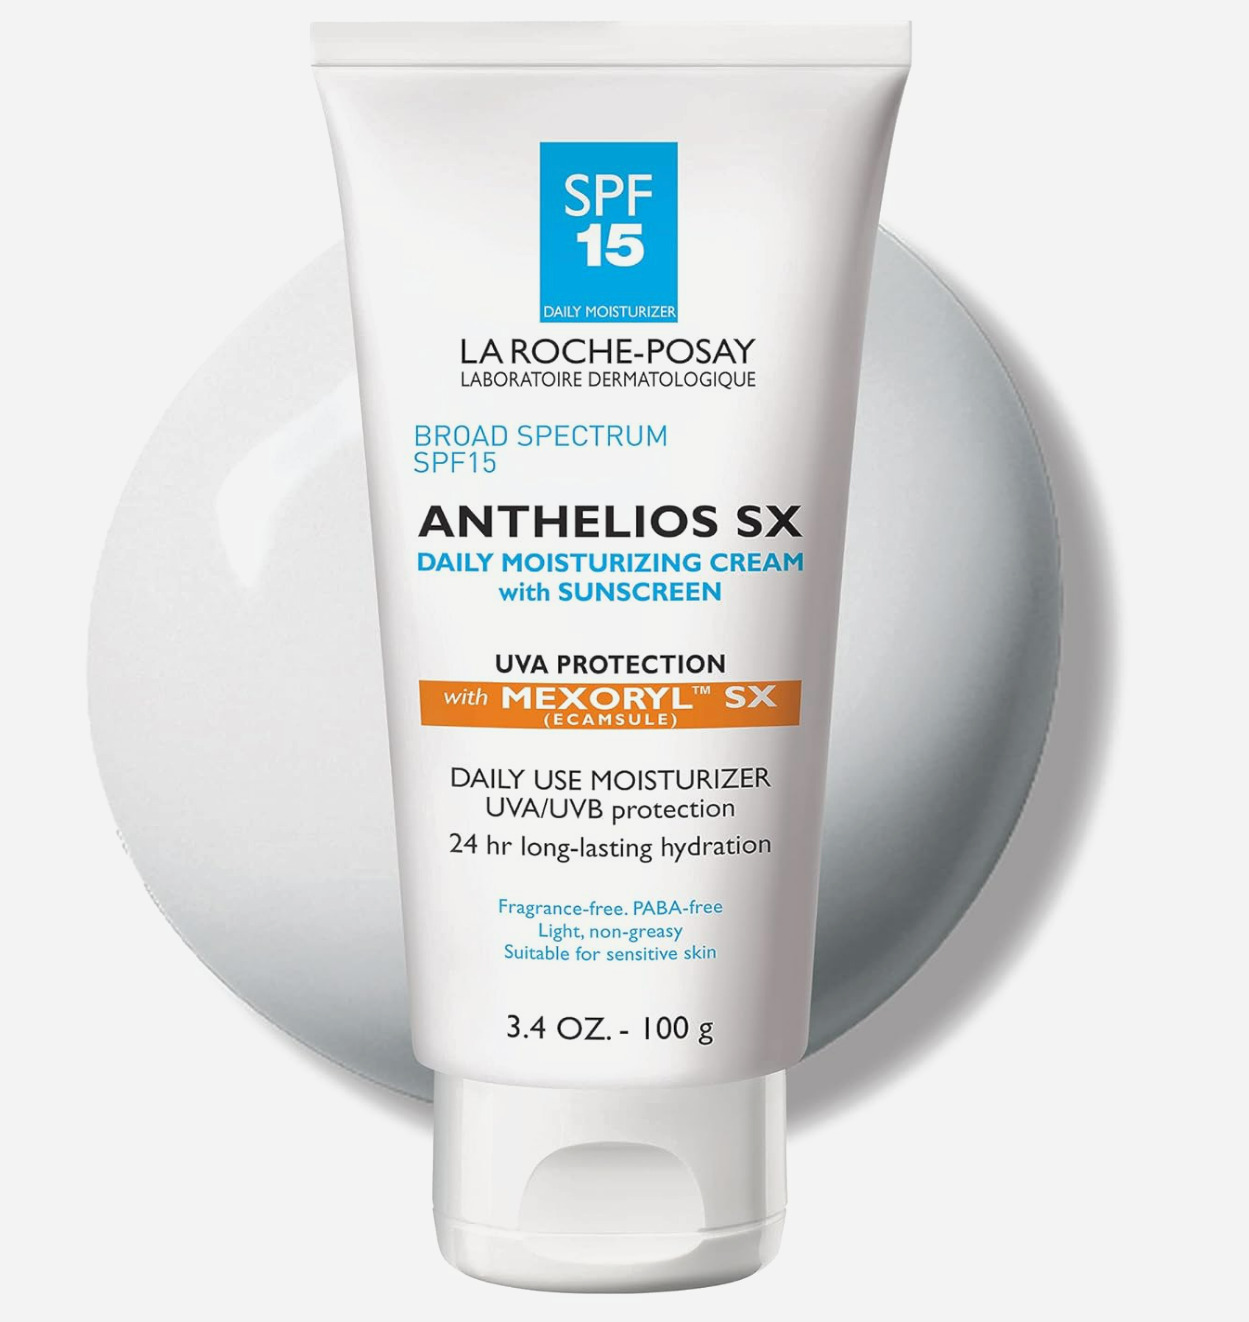 SPF
15
DAILY MOISTURIZER
LA ROCHE-POSAY
LABORATOIRE DERMATOLOGIQUE
BROAD SPECTRUM
SPF15
ANTHELIOS SX
DAILY MOISTURIZING CREAM
with SUNSCREEN
UVA PROTECTION
with MEXORYL™ SX
(ECAMSULE)
DAILY USE MOISTURIZER
UVA/UVB protection
24 hr long-lasting hydration
Fragrance-free. PABA-free
Light, non-greasy
Suitable for sensitive skin
3.4 OZ. - 100 g